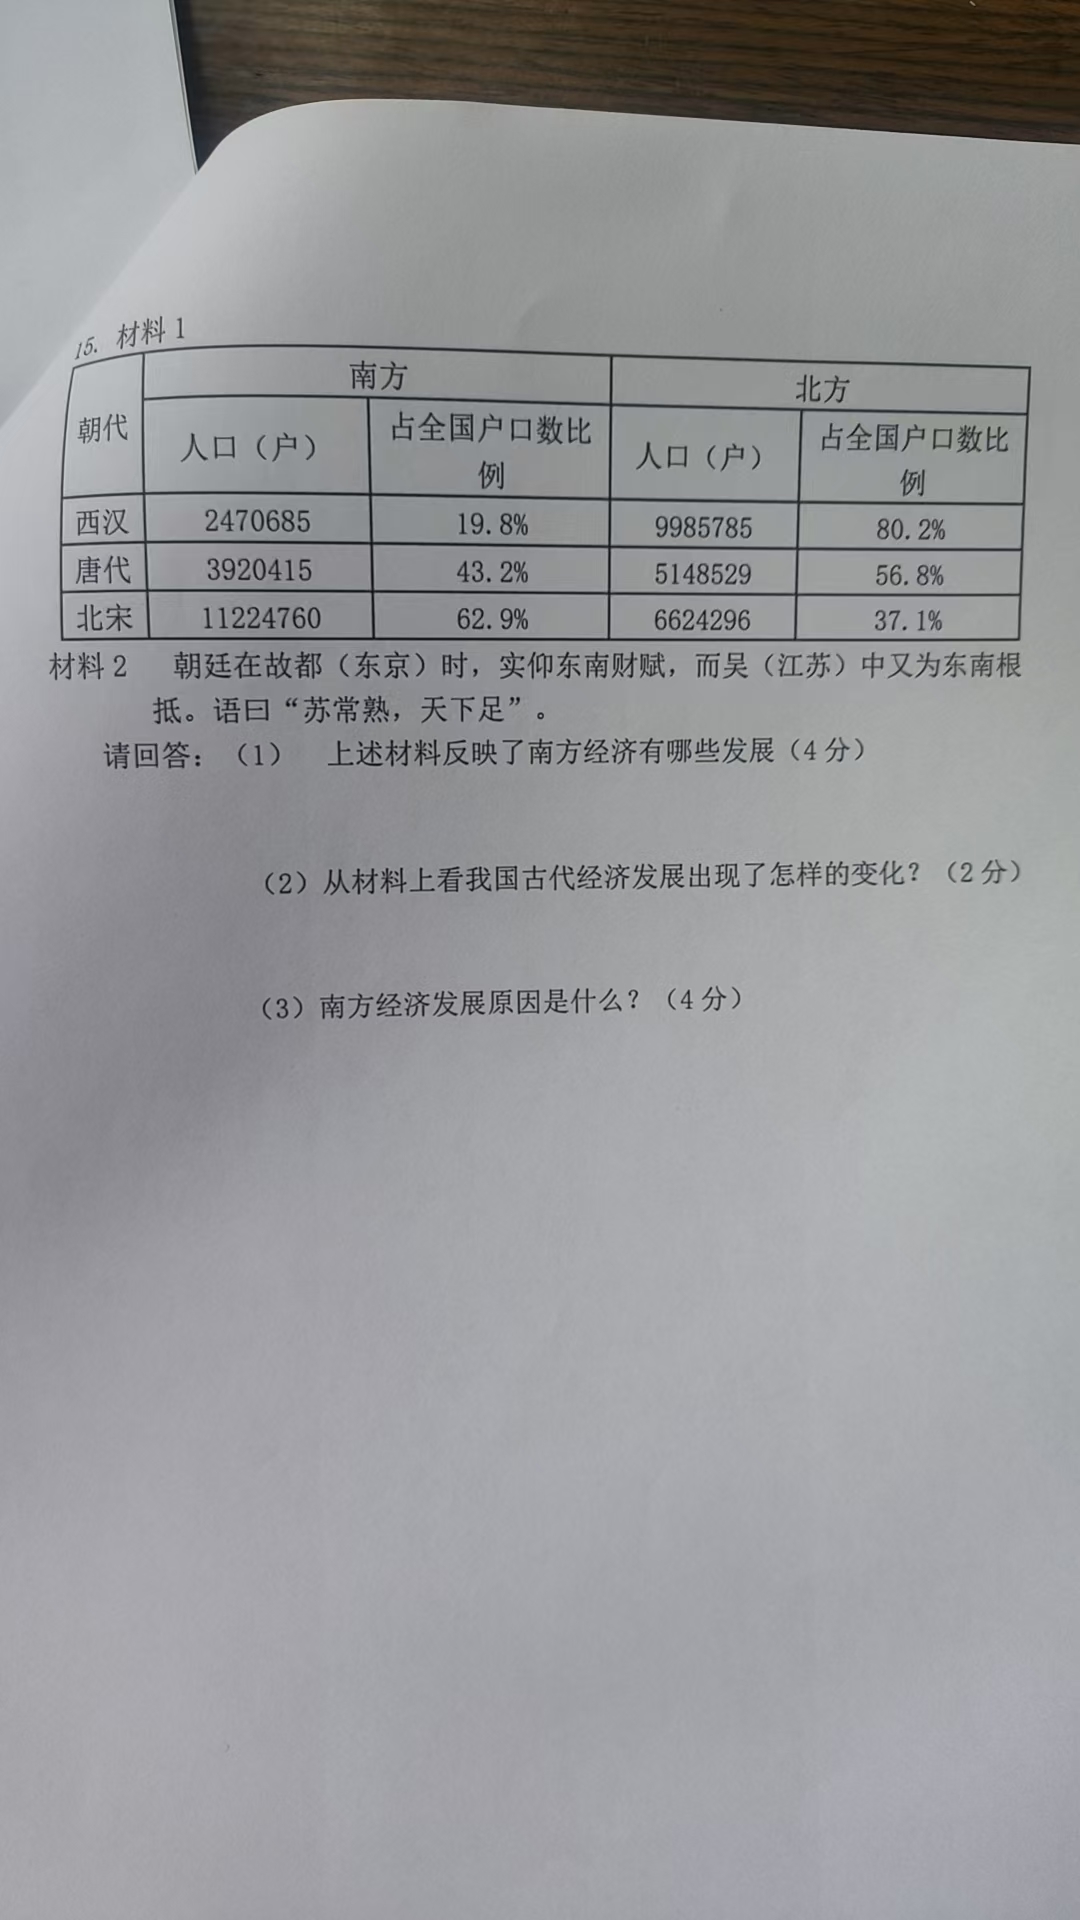 15. 材料1
朝代 南方 北方
人口（户） 占全国户口数比例 人口（户） 占全国户口数比例
西汉 2470685 19.8% 9985785 80.2%
唐代 3920415 43.2% 5148529 56.8%
北宋 11224760 62.9% 6624296 37.1%
材料2 朝廷在故都（东京）时，实仰东南财赋，而吴（江苏）中又为东南根
抵。语曰“苏常熟，天下足”。
请回答：（1） 上述材料反映了南方经济有哪些发展（4分）
（2）从材料上看我国古代经济发展出现了怎样的变化？（2分）
（3）南方经济发展原因是什么？（4分）